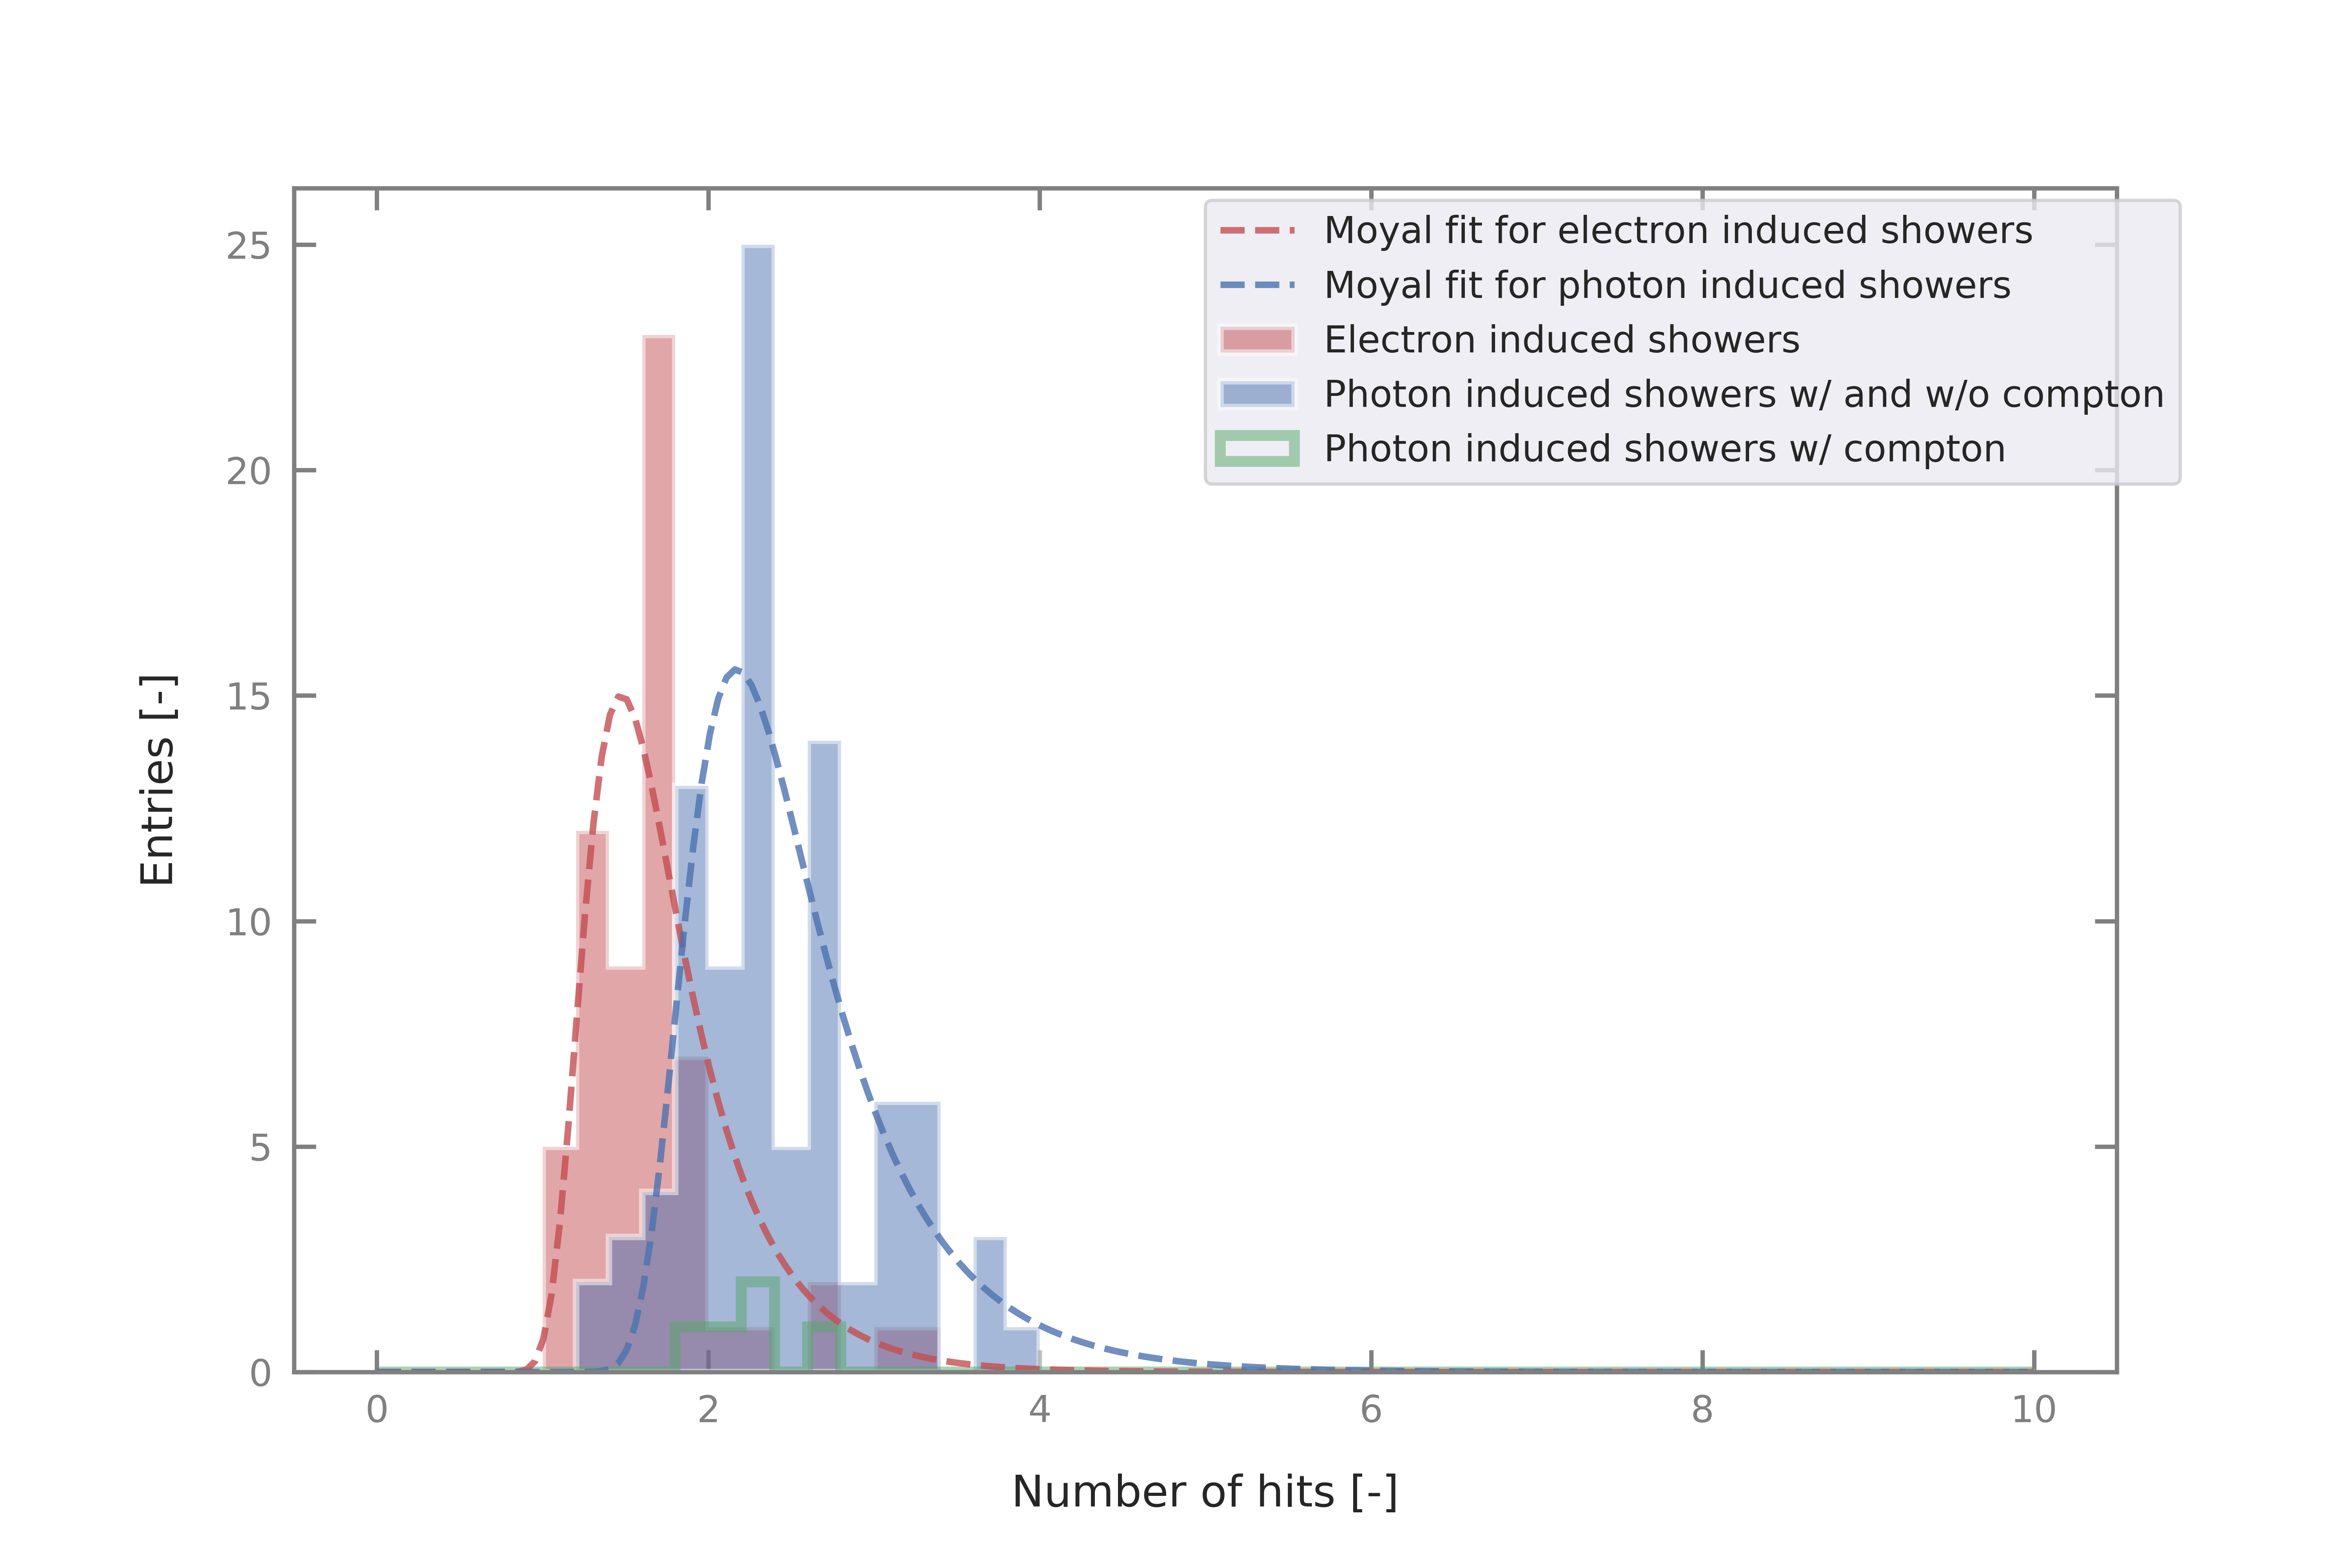 Moyal fit for electron induced showers
Moyal fit for photon induced showers
Electron induced showers
Photon induced showers w/ and w/o compton
Photon induced showers w/ compton
25
20
15
10
5
0
Entries [-]
0 2 4 6 8 10
Number of hits [-]